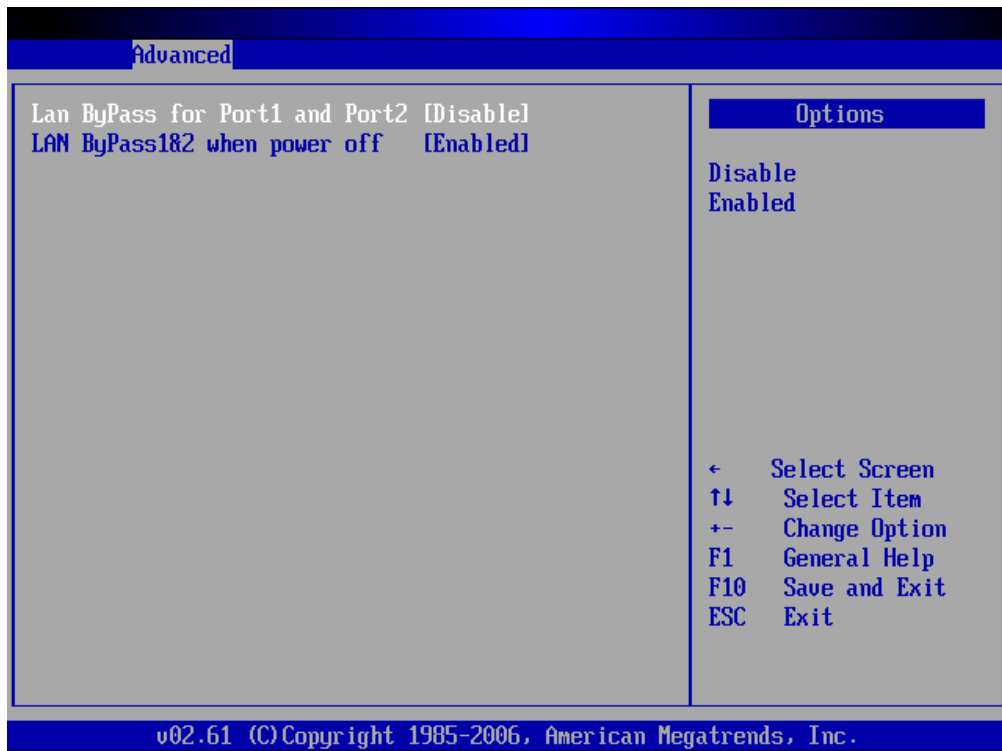 Advanced
Lan ByPass for Port1 and Port2 [Disable]
LAN ByPass1&2 when power off [Enabled]
Options
Disable
Enabled
← Select Screen
↑↓ Select Item
+- Change Option
F1 General Help
F10 Save and Exit
ESC Exit
v02.61 (C)Copyright 1985-2006, American Megatrends, Inc.